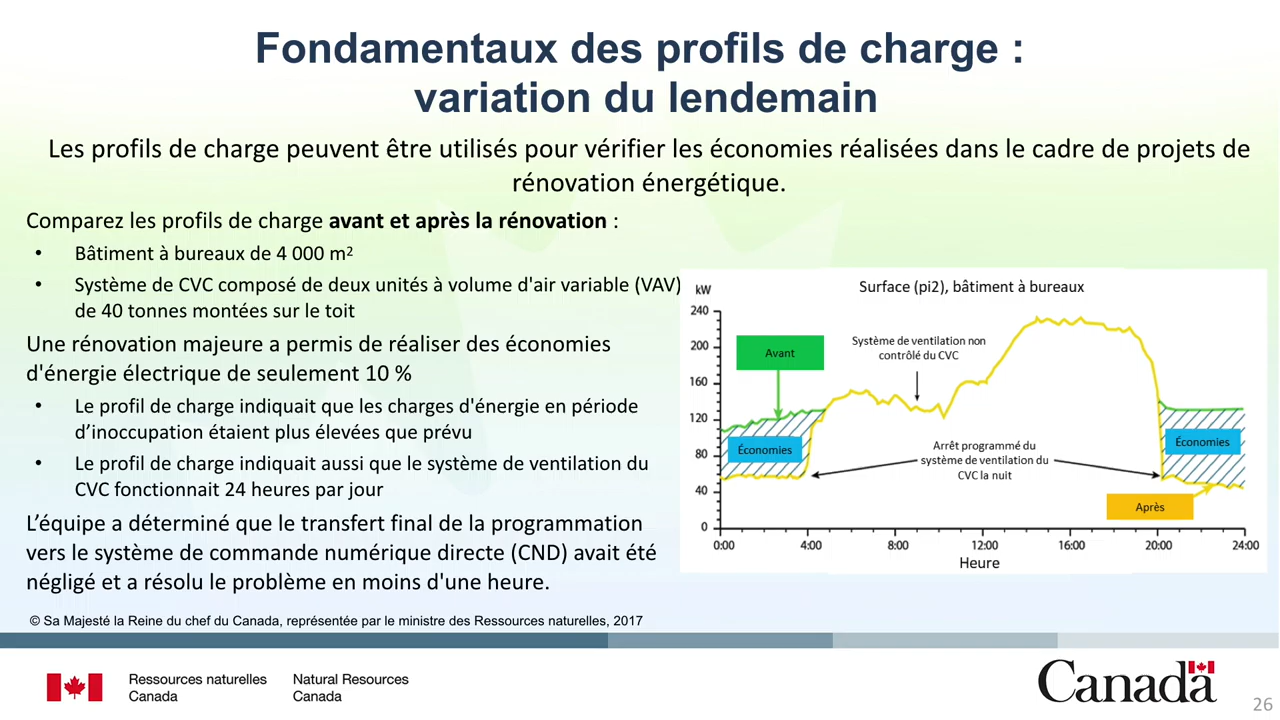 Fondamentaux des profils de charge :
variation du lendemain
Les profils de charge peuvent être utilisés pour vérifier les économies réalisées dans le cadre de projets de
rénovation énergétique.
Comparez les profils de charge avant et après la rénovation :
• Bâtiment à bureaux de 4 000 m²
• Système de CVC composé de deux unités à volume d'air variable (VAV)
de 40 tonnes montées sur le toit
Une rénovation majeure a permis de réaliser des économies
d'énergie électrique de seulement 10 %
• Le profil de charge indiquait que les charges d'énergie en période
d’inoccupation étaient plus élevées que prévu
• Le profil de charge indiquait aussi que le système de ventilation du
CVC fonctionnait 24 heures par jour
L’équipe a déterminé que le transfert final de la programmation
vers le système de commande numérique directe (CND) avait été
négligé et a résolu le problème en moins d'une heure.
kW
Surface (pi2), bâtiment à bureaux
240
200
160
120
80
40
0
Avant
Système de ventilation non
contrôlé du CVC
Économies
Arrêt programmé du
système de ventilation du
CVC la nuit
Économies
Après
0:00 4:00 8:00 12:00 16:00 20:00 24:00
Heure
© Sa Majesté la Reine du chef du Canada, représentée par le ministre des Ressources naturelles, 2017
Ressources naturelles
Canada
Natural Resources
Canada
Canada
26